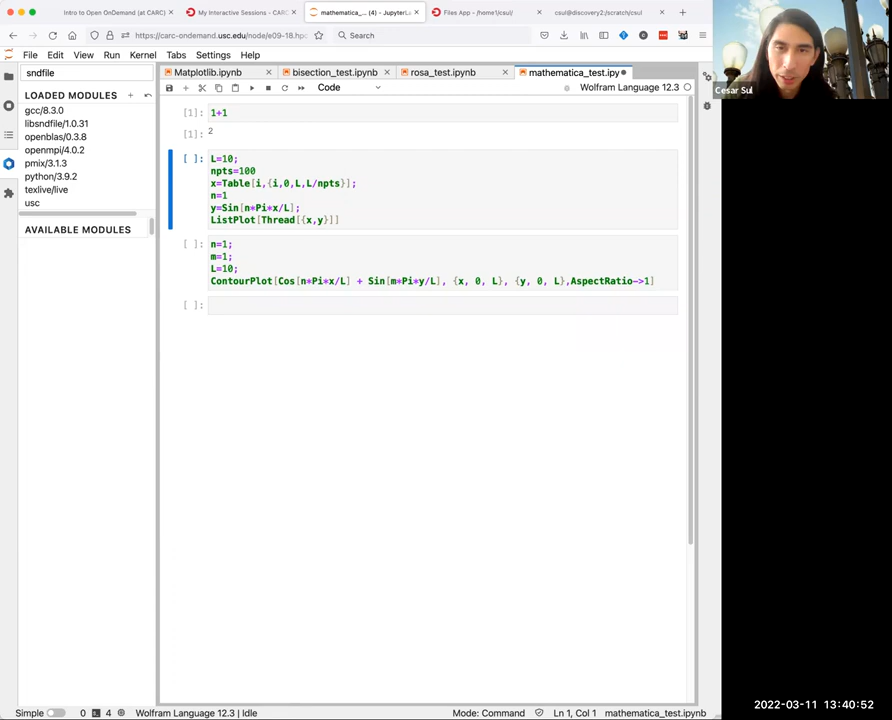 Intro to Open OnDemand (at CARC)
My Interactive Sessions - CARC
mathematica_... (4) - JupyterLa
Files App - /home1/csul/
csul@discovery2:/scratch/csul
https://carc-ondemand.usc.edu/node/e09-18.hpc
Search
File Edit View Run Kernel Tabs Settings Help
sndfile
LOADED MODULES
gcc/8.3.0
libsndfile/1.0.31
openblas/0.3.8
openmpi/4.0.2
pmix/3.1.3
python/3.9.2
texlive/live
usc
AVAILABLE MODULES
Matplotlib.ipynb
bisection_test.ipynb
rosa_test.ipynb
mathematica_test.ipy
Code
Wolfram Language 12.3
[1]: 1+1
[1]: 2
[ ]: L=10;
npts=100
x=Table[i,{i,0,L,L/npts}];
n=1
y=Sin[n*Pi*x/L];
ListPlot[Thread[{x,y}]]
[ ]: n=1;
m=1;
L=10;
ContourPlot[Cos[n*Pi*x/L] + Sin[m*Pi*y/L], {x, 0, L}, {y, 0, L},AspectRatio->1]
[ ]:
Cesar Sul
Simple 0 4 Wolfram Language 12.3 | Idle
Mode: Command Ln 1, Col 1 mathematica_test.ipynb
2022-03-11 13:40:52